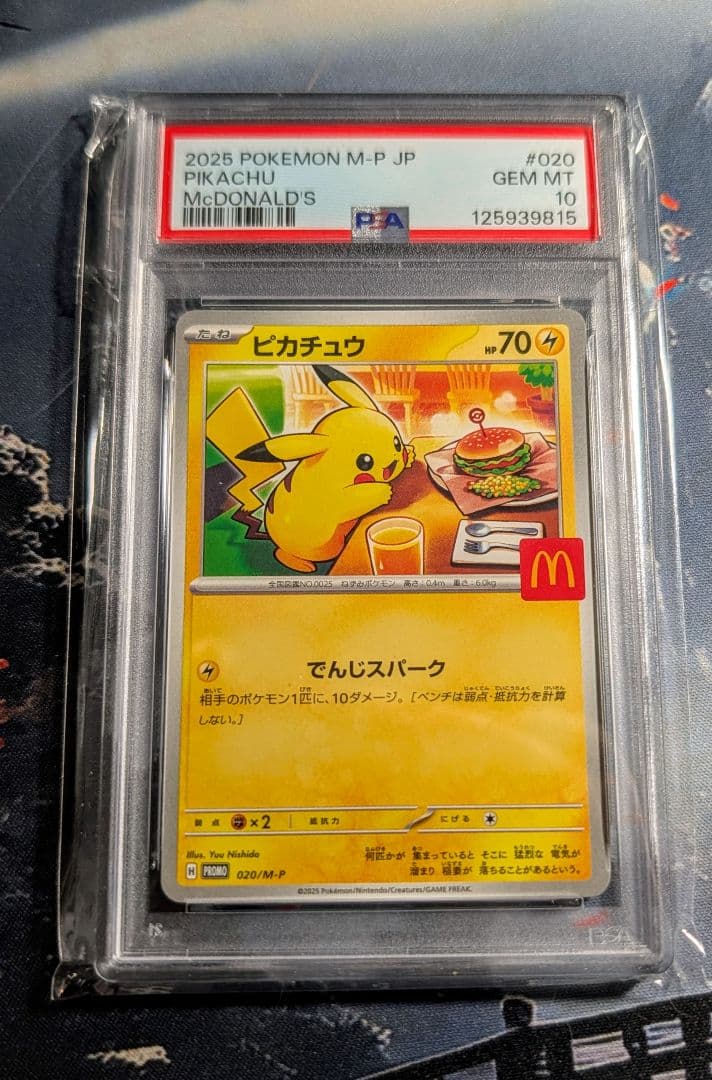 2025 POKEMON M-P JP #020
PIKACHU GEM MT
McDONALD'S 10
PSA 125939815
たね ピカチュウ HP70
M
全国図鑑NO.0025 ねずみポケモン 高さ:0.4m 重さ:6.0kg
でんじスパーク
相手のポケモン1匹に、10ダメージ。[ベンチは弱点・抵抗力を計算
しない。]
弱点 ×2 抵抗力 にげる
Illus. Yuu Nishida
何匹かが 集まっていると そこに 猛烈な 電気が
溜まり 稲妻が 落ちることがあるという。
H PROMO 020/M-P
©2025 Pokémon/Nintendo/Creatures/GAME FREAK.